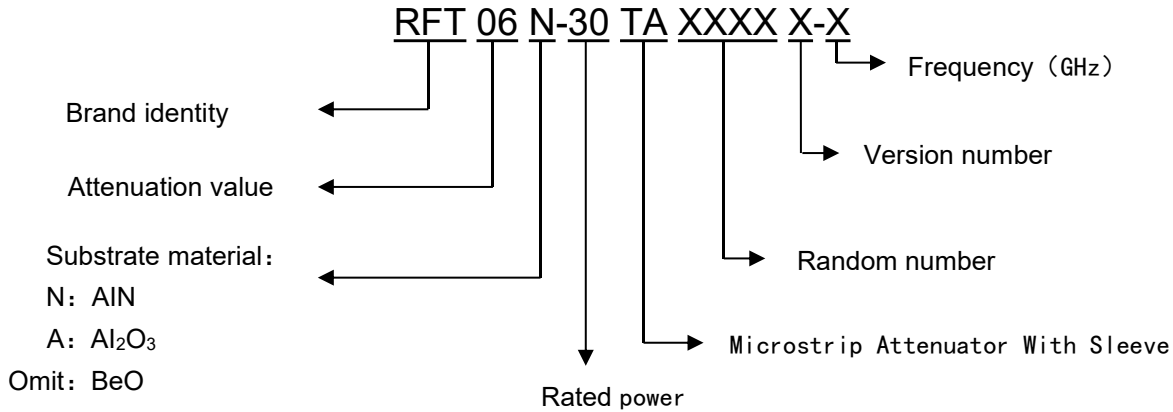 RFT 06 N-30 TA XXXX X-X
Frequency（GHz）
Brand identity
Version number
Attenuation value
Substrate material：
Random number
N：AlN
A：Al₂O₃
Microstrip Attenuator With Sleeve
Omit：BeO
Rated power